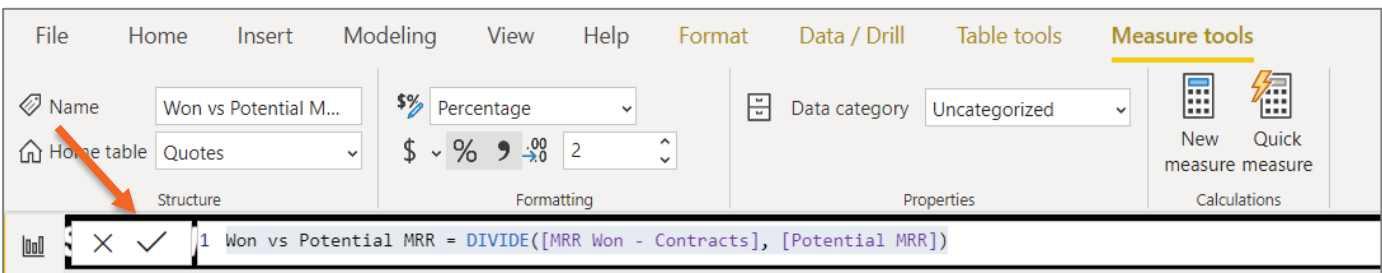 File Home Insert Modeling View Help Format Data / Drill Table tools Measure tools
Name Won vs Potential M... $% Percentage Data category Uncategorized
Home table Quotes $ % 9 .00 →.0 2 New measure Quick measure
Structure Formatting Properties Calculations
1 Won vs Potential MRR = DIVIDE([MRR Won - Contracts], [Potential MRR])